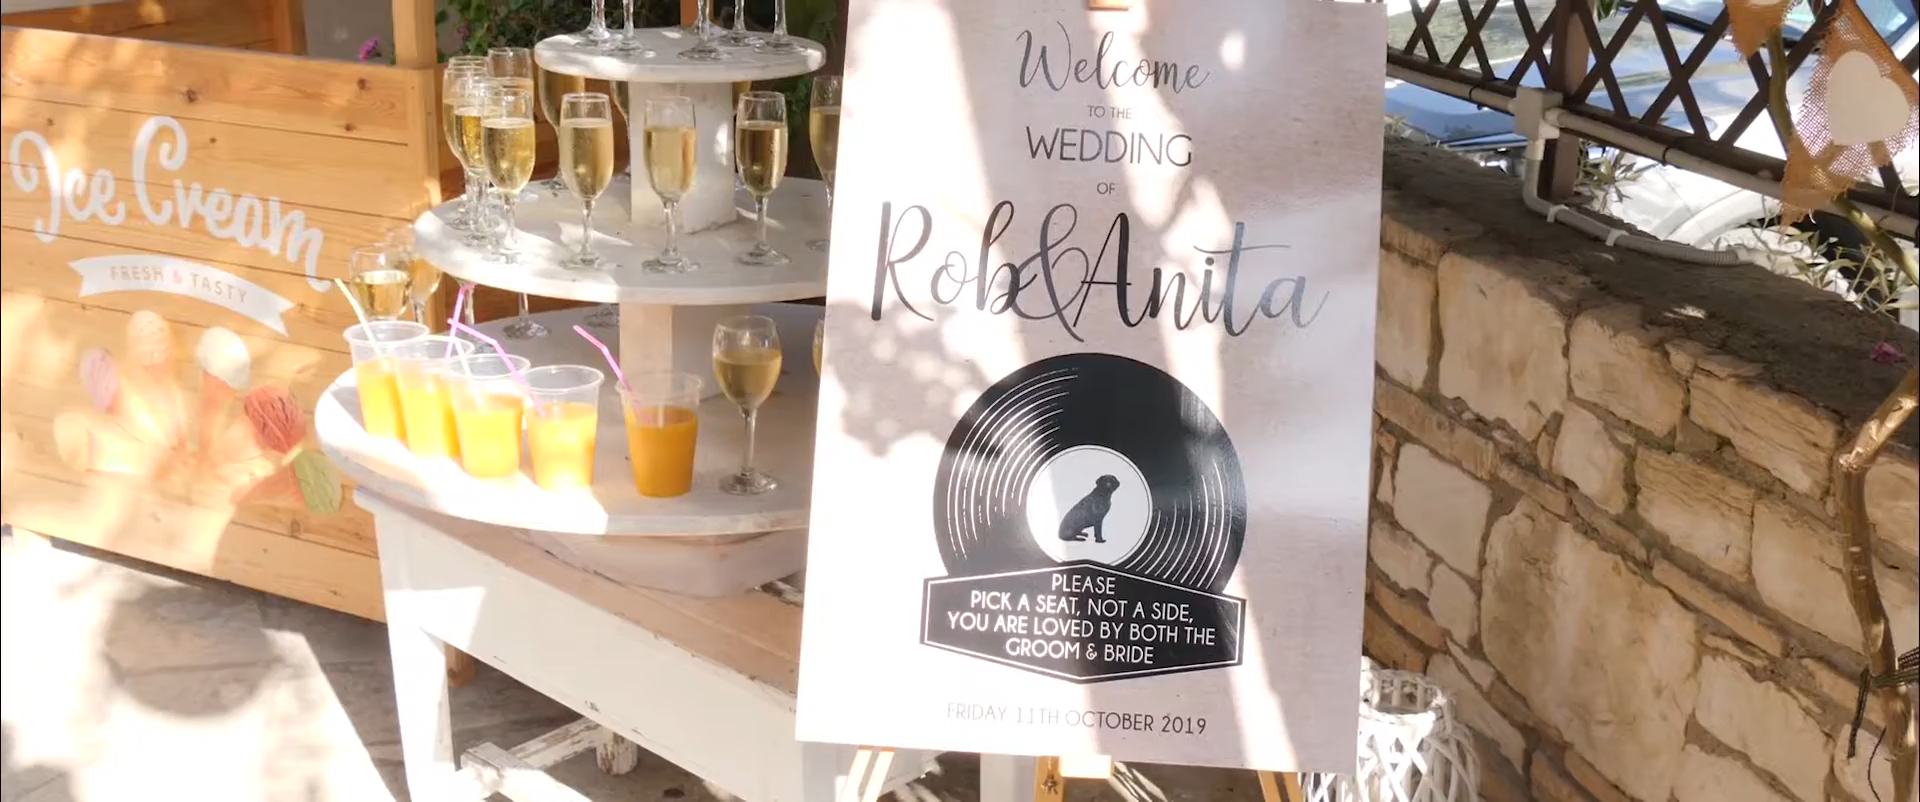 Ice Cream
FRESH & TASTY
Welcome
TO THE
WEDDING
OF
Rob&Anita
PLEASE
PICK A SEAT, NOT A SIDE,
YOU ARE LOVED BY BOTH THE
GROOM & BRIDE
FRIDAY 11TH OCTOBER 2019